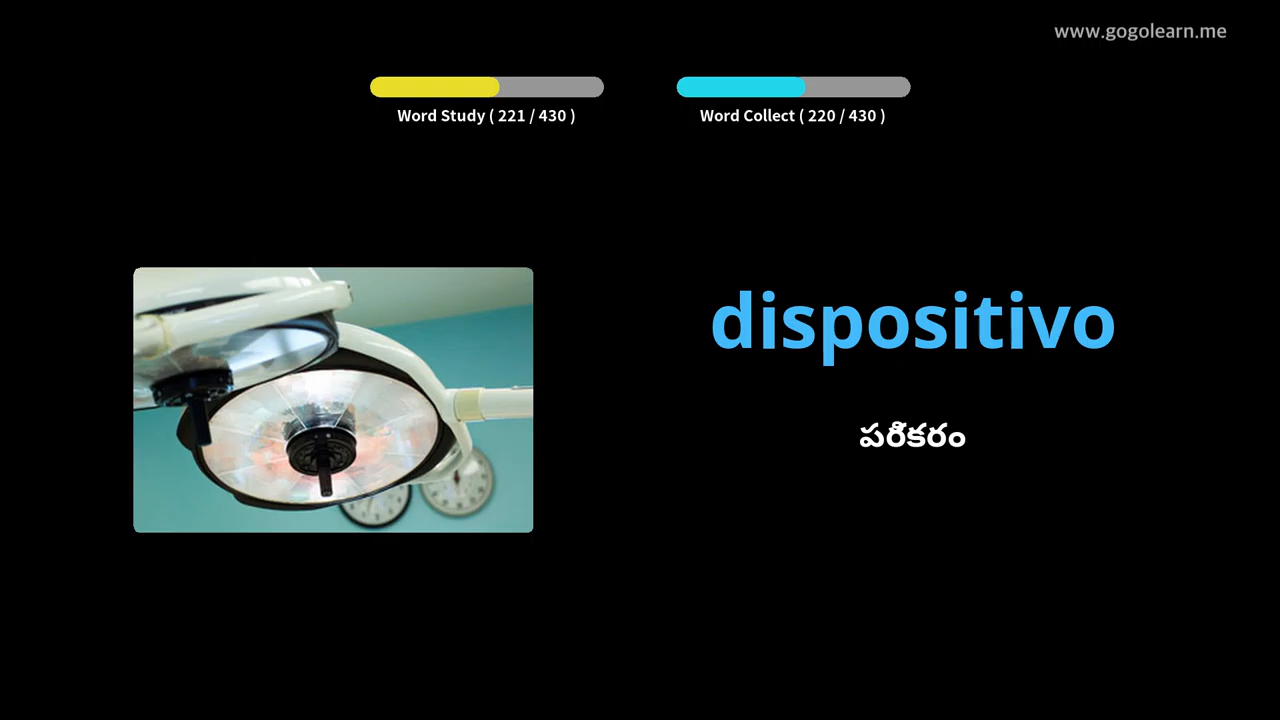 www.gogolearn.me
Word Study ( 221 / 430 )
Word Collect ( 220 / 430 )
dispositivo
పరికరం